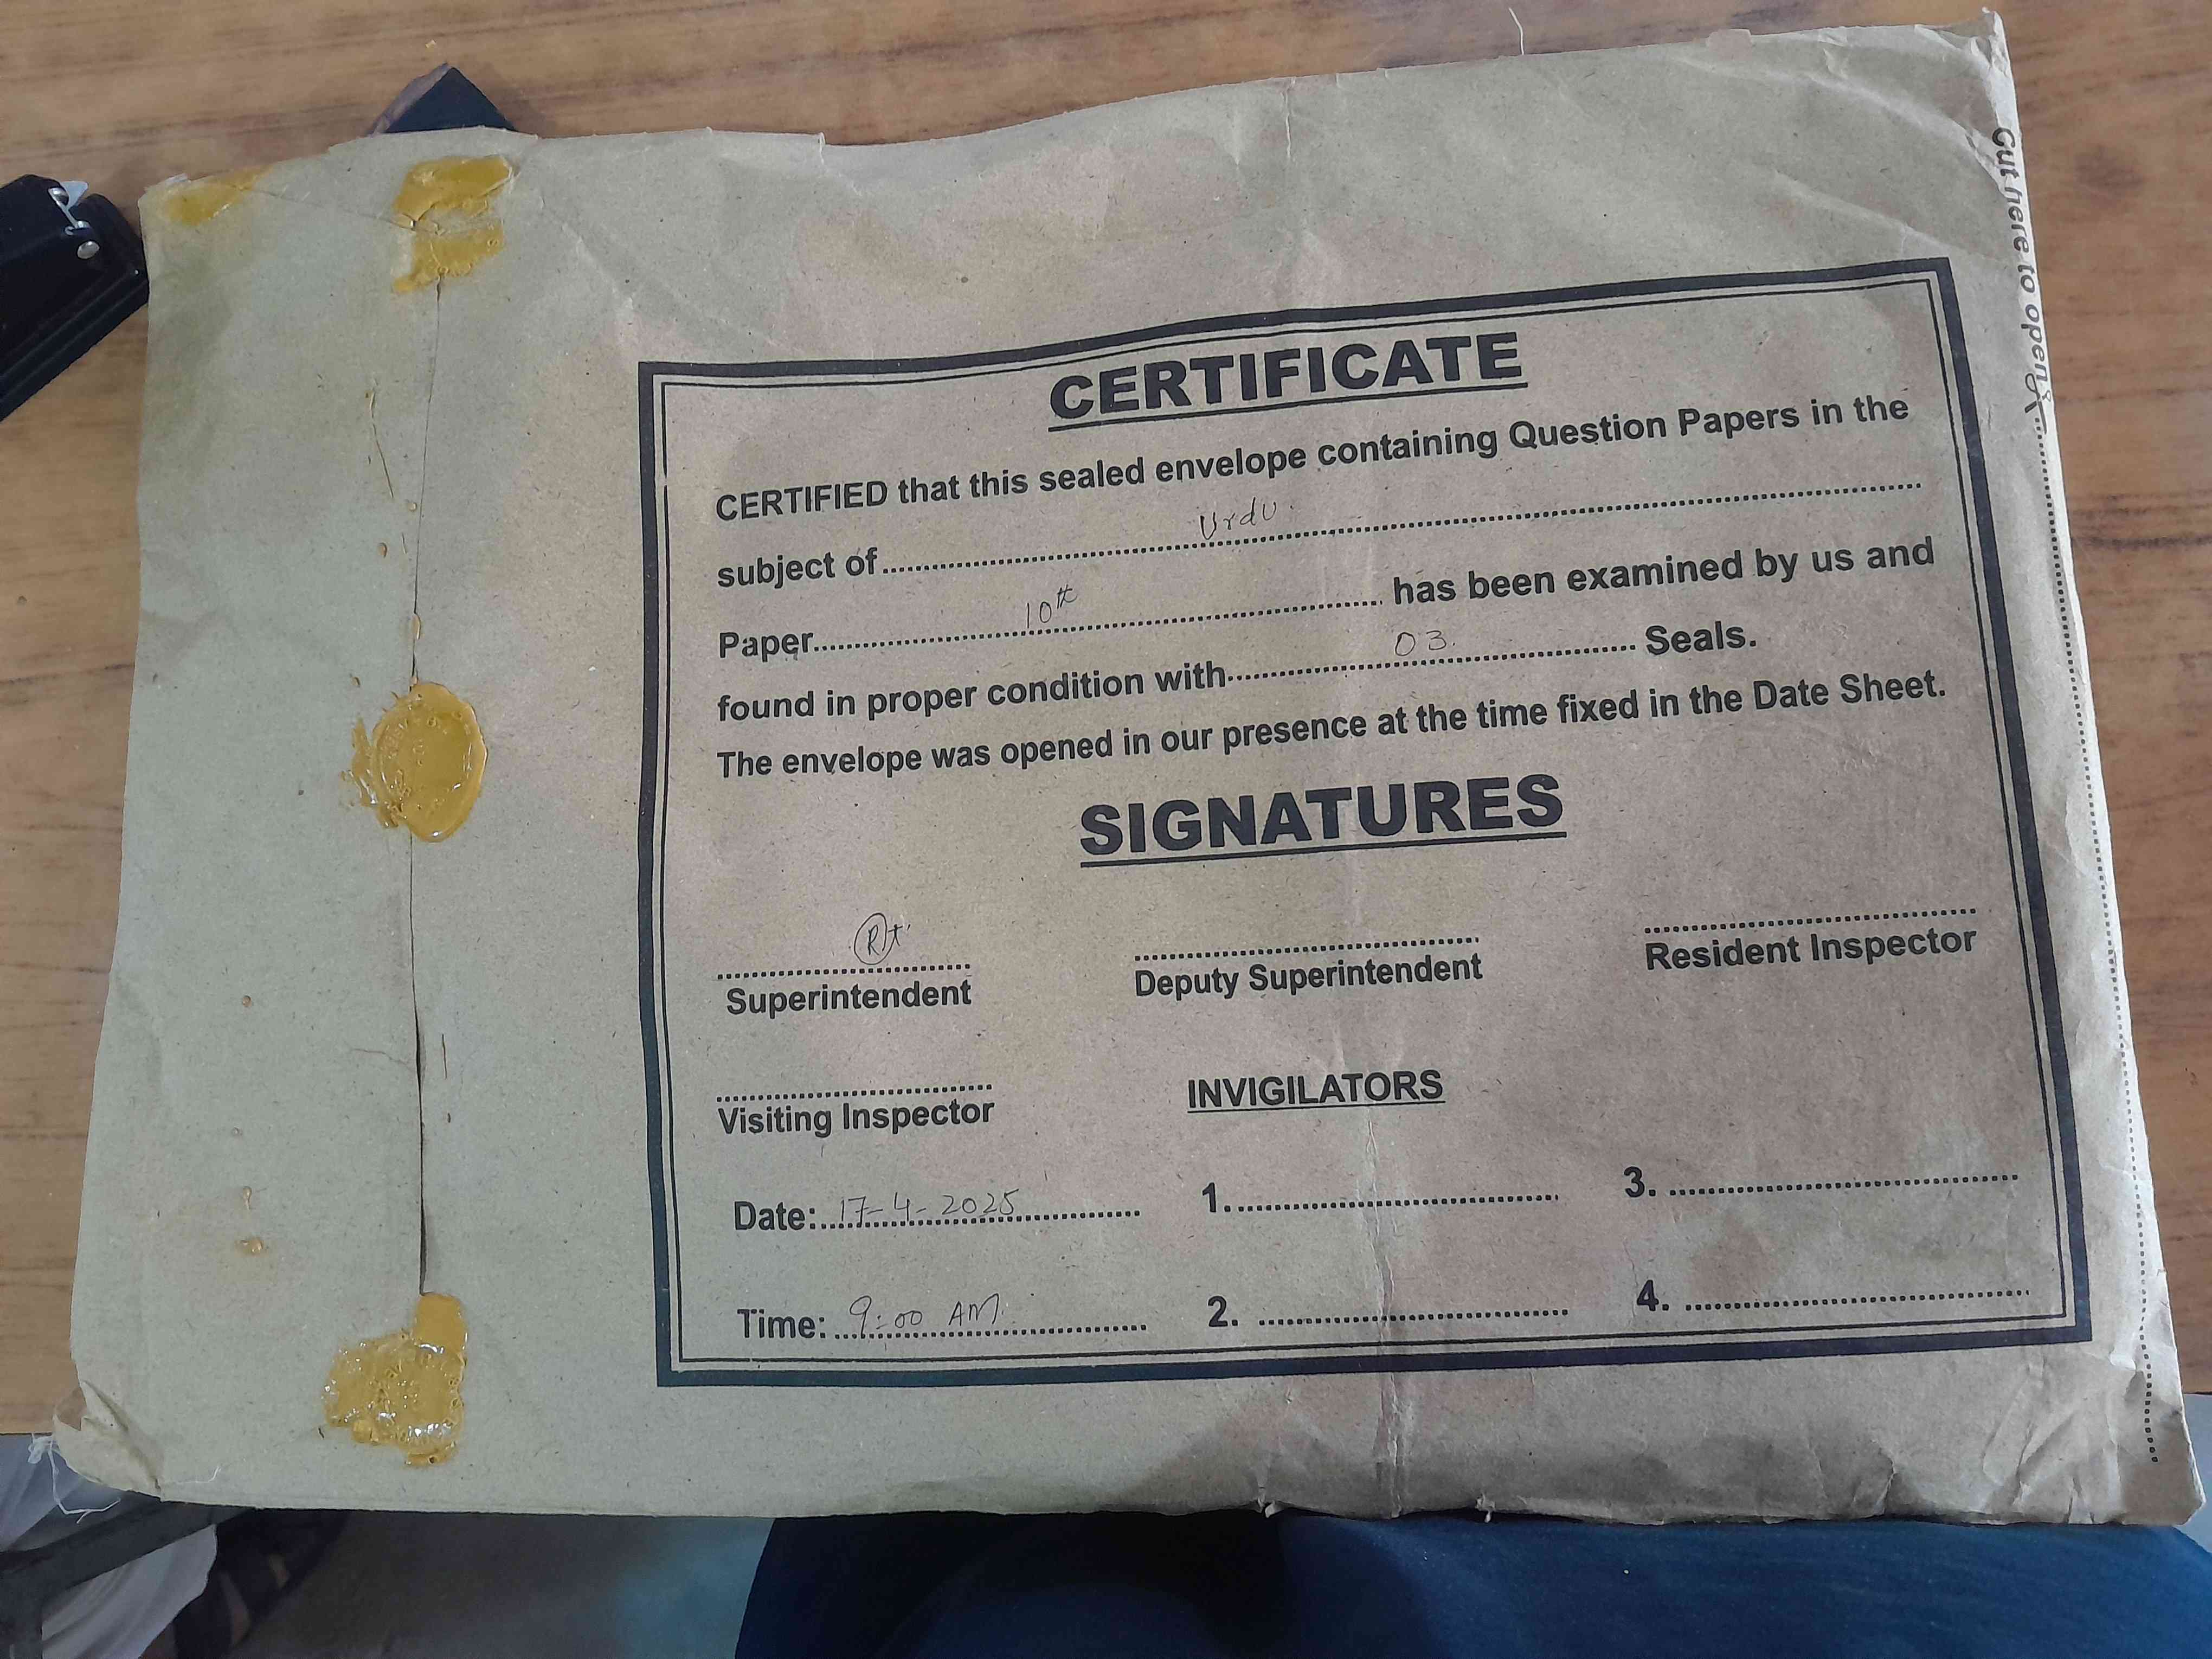 Cut here to open
CERTIFICATE
CERTIFIED that this sealed envelope containing Question Papers in the
subject of Urdu.
Paper 10th has been examined by us and
found in proper condition with 03. Seals.
The envelope was opened in our presence at the time fixed in the Date Sheet.
SIGNATURES
Superintendent
Deputy Superintendent
Resident Inspector
Visiting Inspector
INVIGILATORS
Date: 17-4-2025
1.
3.
Time: 9:00 AM.
2.
4.